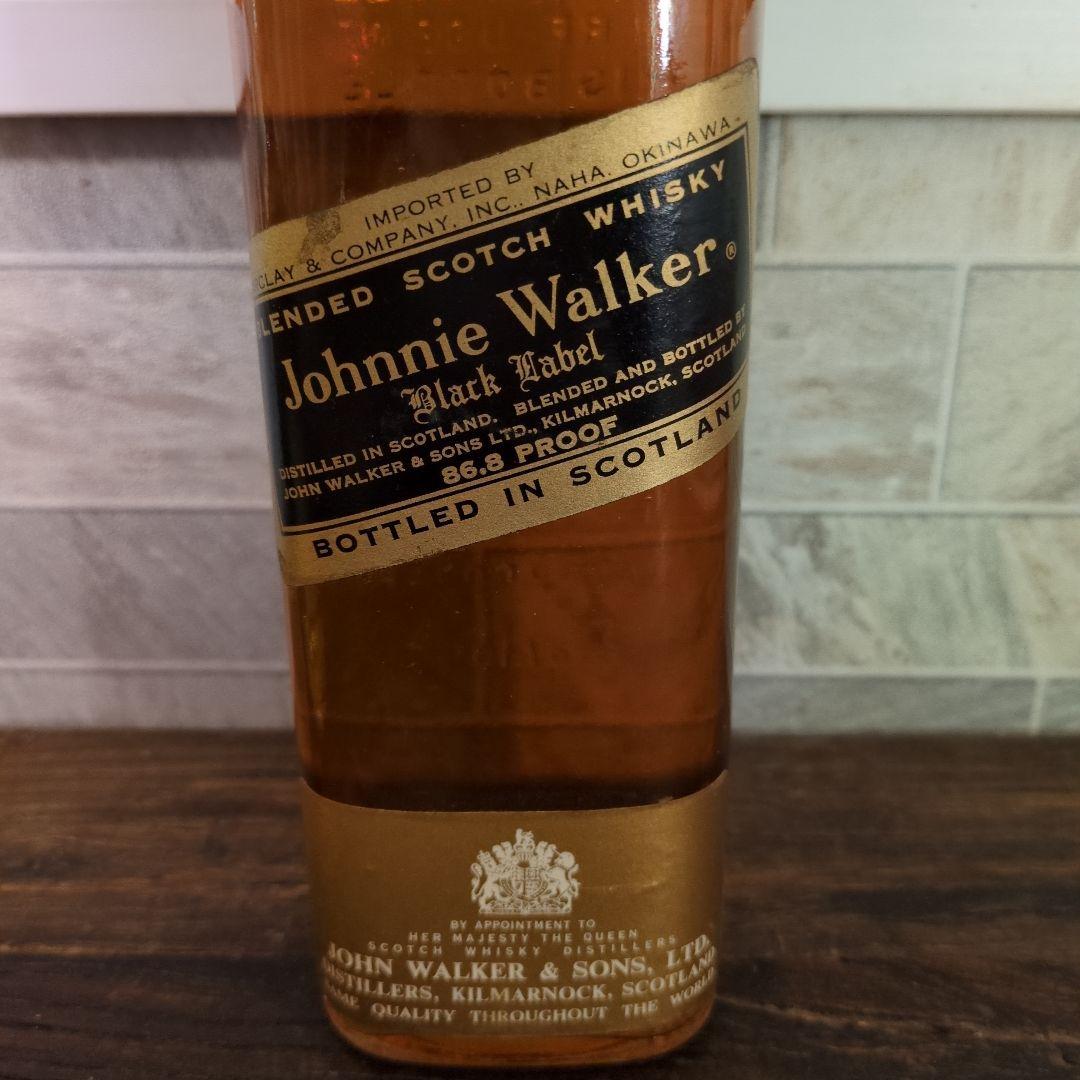 IMPORTED BY
CLAY & COMPANY, INC., NAHA, OKINAWA
BLENDED SCOTCH WHISKY
Johnnie Walker ®
Black Label
DISTILLED IN SCOTLAND. BLENDED AND BOTTLED BY
JOHN WALKER & SONS LTD., KILMARNOCK, SCOTLAND
86.8 PROOF
BOTTLED IN SCOTLAND
BY APPOINTMENT TO
HER MAJESTY THE QUEEN
SCOTCH WHISKY DISTILLERS
JOHN WALKER & SONS, LTD.
DISTILLERS, KILMARNOCK, SCOTLAND
SAME QUALITY THROUGHOUT THE WORLD